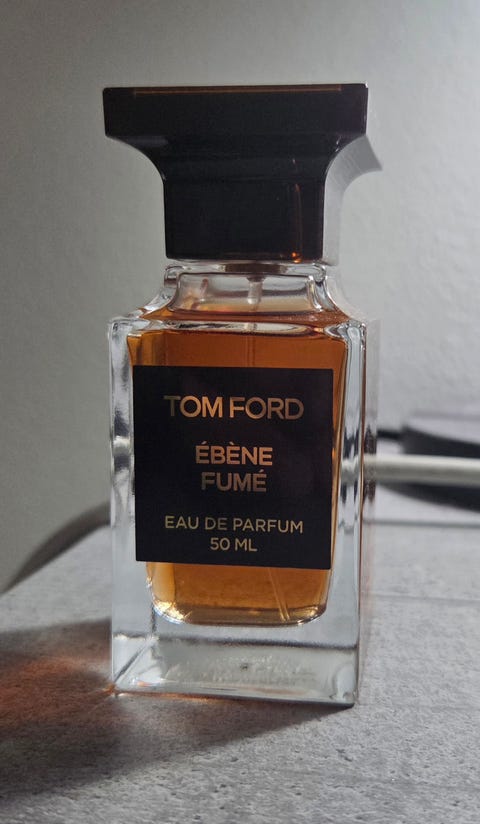 TOM FORD
ÉBÈNE
FUMÉ
EAU DE PARFUM
50 ML